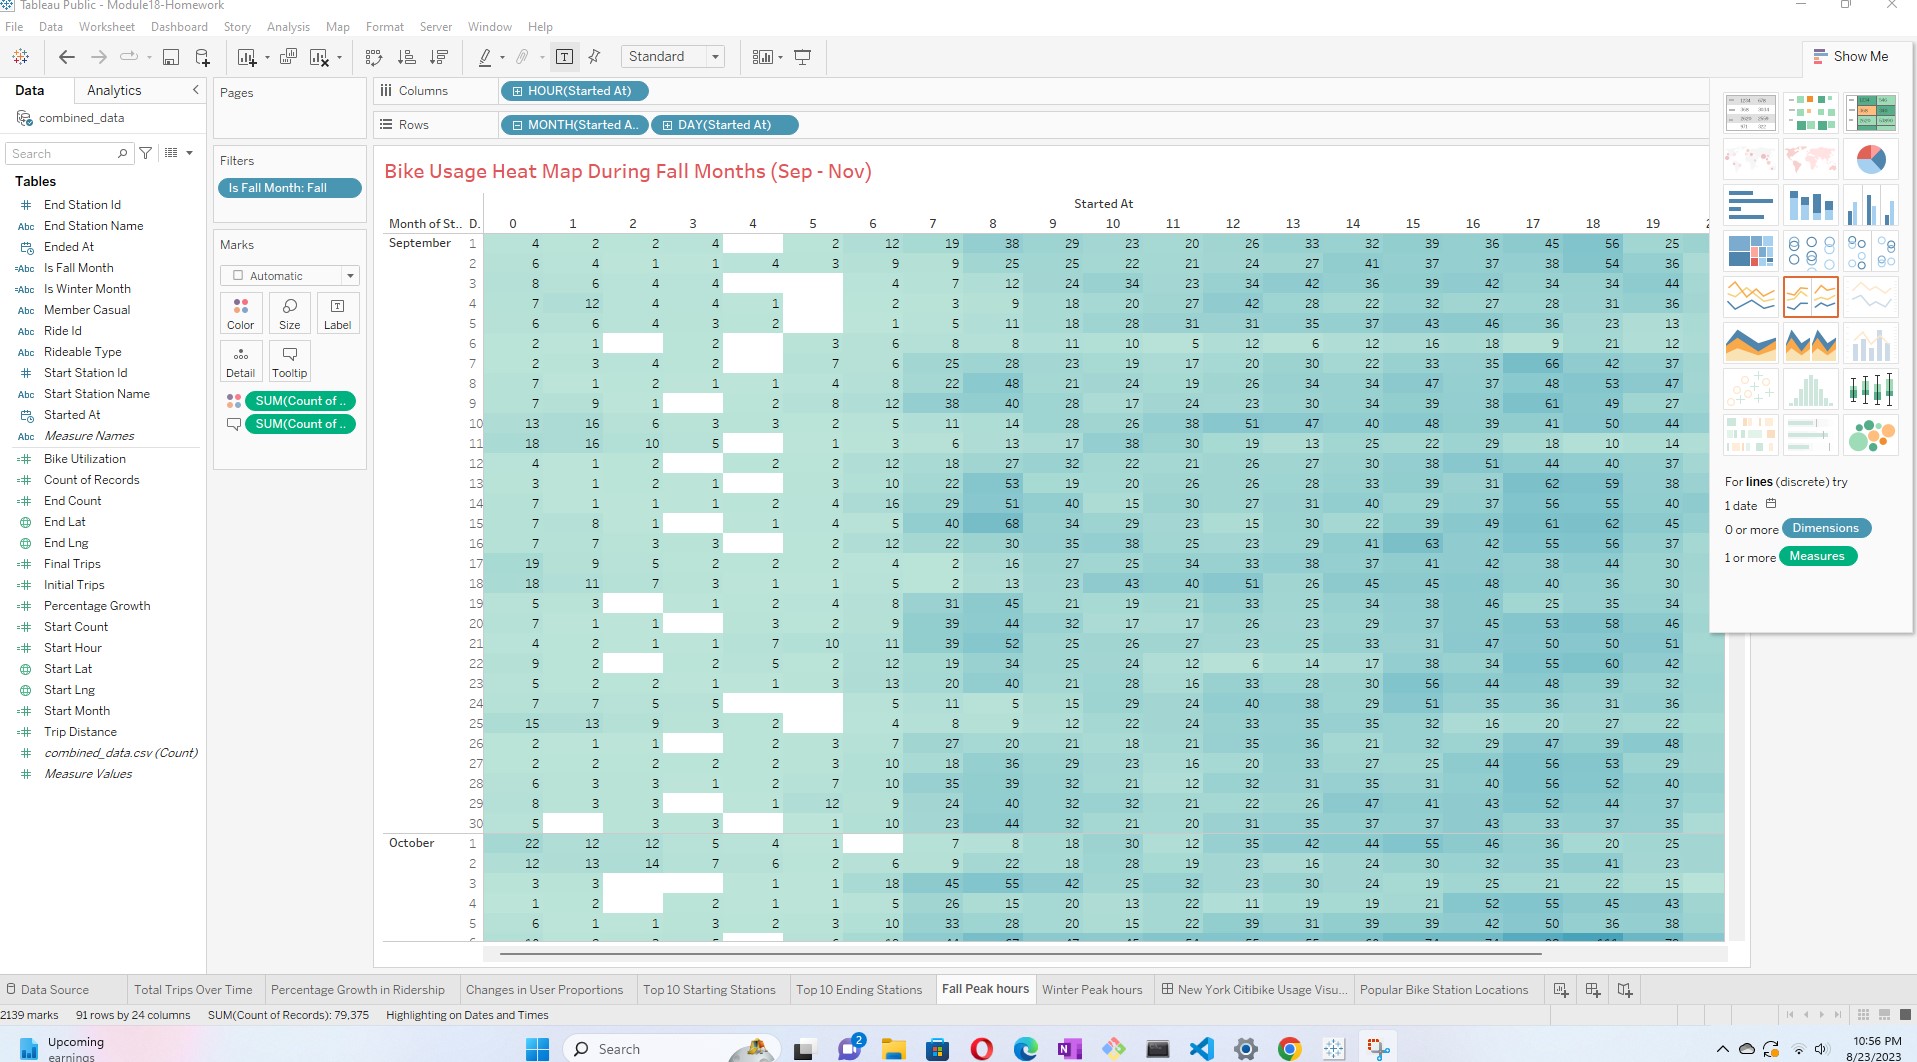 Tableau Public - Module18-Homework
File Data Worksheet Dashboard Story Analysis Map Format Server Window Help
Standard
Show Me
Data Analytics
combined_data
Search
Tables
End Station Id
Abc End Station Name
Ended At
=Abc Is Fall Month
=Abc Is Winter Month
Abc Member Casual
Abc Ride Id
Abc Rideable Type
Start Station Id
Abc Start Station Name
Started At
Abc Measure Names
Bike Utilization
Count of Records
End Count
End Lat
End Lng
Final Trips
Initial Trips
Percentage Growth
Start Count
Start Hour
Start Lat
Start Lng
Start Month
Trip Distance
combined_data.csv (Count)
Measure Values
Pages
Filters
Is Fall Month: Fall
Marks
Automatic
Color Size Label
Detail Tooltip
SUM(Count of ..
SUM(Count of ..
Columns HOUR(Started At)
Rows MONTH(Started A.. DAY(Started At)
Bike Usage Heat Map During Fall Months (Sep - Nov)
Started At
Month of St.. D. 0 1 2 3 4 5 6 7 8 9 10 11 12 13 14 15 16 17 18 19
September 1 4 2 2 4 2 12 19 38 29 23 20 26 33 32 39 36 45 56 25
2 6 4 1 1 4 3 9 9 25 25 22 21 24 27 41 37 37 38 54 36
3 8 6 4 4 4 7 12 24 34 23 34 42 36 39 42 34 34 44
4 7 12 4 4 1 2 3 9 18 20 27 42 28 22 32 27 28 31 36
5 6 6 4 3 2 1 5 11 18 28 31 31 35 37 43 46 36 23 13
6 2 1 2 3 6 8 8 11 10 5 12 6 12 16 18 9 21 12
7 2 3 4 2 7 6 25 28 23 19 17 20 30 22 33 35 66 42 37
8 7 1 2 1 1 4 8 22 48 21 24 19 26 34 34 47 37 48 53 47
9 7 9 1 2 8 12 38 40 28 17 24 23 30 34 39 38 61 49 27
10 13 16 6 3 3 2 5 11 14 28 26 38 51 47 40 48 39 41 50 44
11 18 16 10 5 1 3 6 13 17 38 30 19 13 25 22 29 18 10 14
12 4 1 2 2 2 12 18 27 32 22 21 26 27 30 38 51 44 40 37
13 3 1 2 1 3 10 22 53 19 20 26 26 28 33 39 31 62 59 38
14 7 1 1 1 2 4 16 29 51 40 15 30 27 31 40 29 37 56 55 40
15 7 8 1 1 4 5 40 68 34 29 23 15 30 22 39 49 61 62 45
16 7 7 3 3 2 12 22 30 35 38 25 23 29 41 63 42 55 56 37
17 19 9 5 2 2 2 4 2 16 27 25 34 33 38 37 41 42 38 44 30
18 18 11 7 3 1 1 5 2 13 23 43 40 51 26 45 45 48 40 36 30
19 5 3 1 2 4 8 31 45 21 19 21 33 25 34 38 46 25 35 34
20 7 1 1 3 2 9 39 44 32 17 17 26 23 29 37 45 53 58 46
21 4 2 1 1 7 10 11 39 52 25 26 27 23 25 33 31 47 50 50 51
22 9 2 2 5 2 12 19 34 25 24 12 6 14 17 38 34 55 60 42
23 5 2 2 1 1 3 13 20 40 21 28 16 33 28 30 56 44 48 39 32
24 7 7 5 5 5 11 5 15 29 24 40 38 29 51 35 36 31 36
25 15 13 9 3 2 4 8 9 12 22 24 33 35 35 32 16 20 27 22
26 2 1 1 2 3 7 27 20 21 18 21 35 36 21 32 29 47 39 48
27 2 2 2 2 2 3 10 18 36 29 23 16 20 33 27 25 44 56 53 29
28 6 3 3 1 2 7 10 35 39 32 21 12 32 31 35 31 40 56 52 40
29 8 3 3 1 12 9 24 40 32 32 21 22 26 47 41 43 52 44 37
30 5 3 3 1 10 23 44 32 21 20 31 35 37 37 43 33 37 35
October 1 22 12 12 5 4 1 7 8 18 30 12 35 42 44 55 46 36 20 25
2 12 13 14 7 6 2 6 9 22 18 28 19 23 16 24 30 32 35 41 23
3 3 3 1 1 18 45 55 42 25 32 23 30 24 19 25 21 22 15
4 1 2 2 1 1 5 26 15 20 13 22 11 19 19 21 52 55 45 43
5 6 1 1 3 2 3 10 33 28 20 15 22 39 31 39 39 42 50 36 38
For lines (discrete) try
1 date
0 or more Dimensions
1 or more Measures
Data Source Total Trips Over Time Percentage Growth in Ridership Changes in User Proportions Top 10 Starting Stations Top 10 Ending Stations Fall Peak hours Winter Peak hours New York Citibike Usage Visu... Popular Bike Station Locations
2139 marks 91 rows by 24 columns SUM(Count of Records): 79,375 Highlighting on Dates and Times
Upcoming
earnings
Search
2
10:56 PM
8/23/2023